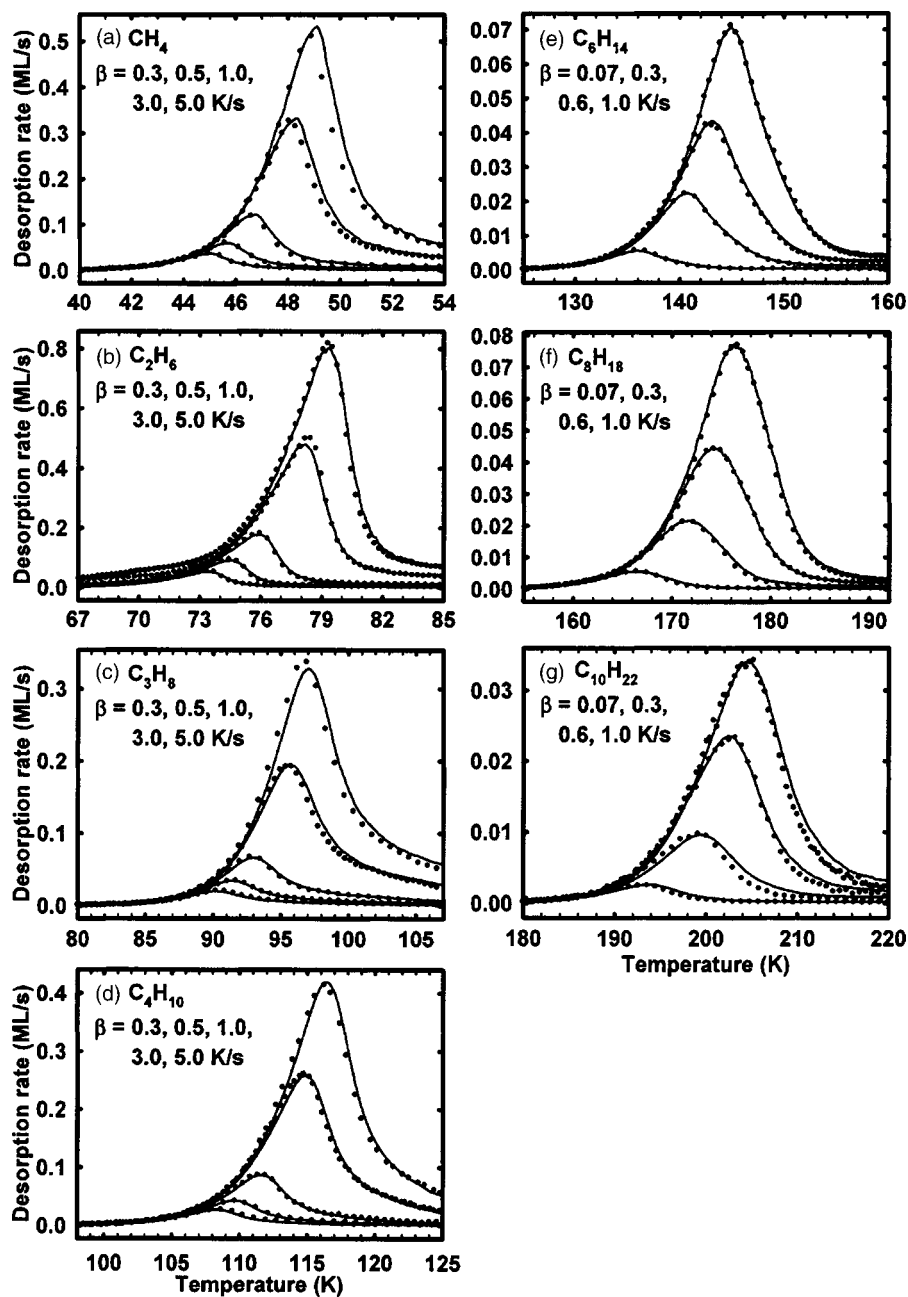 (a) CH4
β = 0.3, 0.5, 1.0,
3.0, 5.0 K/s
Desorption rate (ML/s)
0.5
0.4
0.3
0.2
0.1
0.0
40 42 44 46 48 50 52 54
(b) C2H6
β = 0.3, 0.5, 1.0,
3.0, 5.0 K/s
Desorption rate (ML/s)
0.8
0.6
0.4
0.2
0.0
67 70 73 76 79 82 85
(c) C3H8
β = 0.3, 0.5, 1.0,
3.0, 5.0 K/s
Desorption rate (ML/s)
0.3
0.2
0.1
0.0
80 85 90 95 100 105
(d) C4H10
β = 0.3, 0.5, 1.0,
3.0, 5.0 K/s
Desorption rate (ML/s)
0.4
0.3
0.2
0.1
0.0
100 105 110 115 120 125
Temperature (K)
(e) C6H14
β = 0.07, 0.3,
0.6, 1.0 K/s
0.07
0.06
0.05
0.04
0.03
0.02
0.01
0.00
130 140 150 160
(f) C8H18
β = 0.07, 0.3,
0.6, 1.0 K/s
0.08
0.07
0.06
0.05
0.04
0.03
0.02
0.01
0.00
160 170 180 190
(g) C10H22
β = 0.07, 0.3,
0.6, 1.0 K/s
0.03
0.02
0.01
0.00
180 190 200 210 220
Temperature (K)